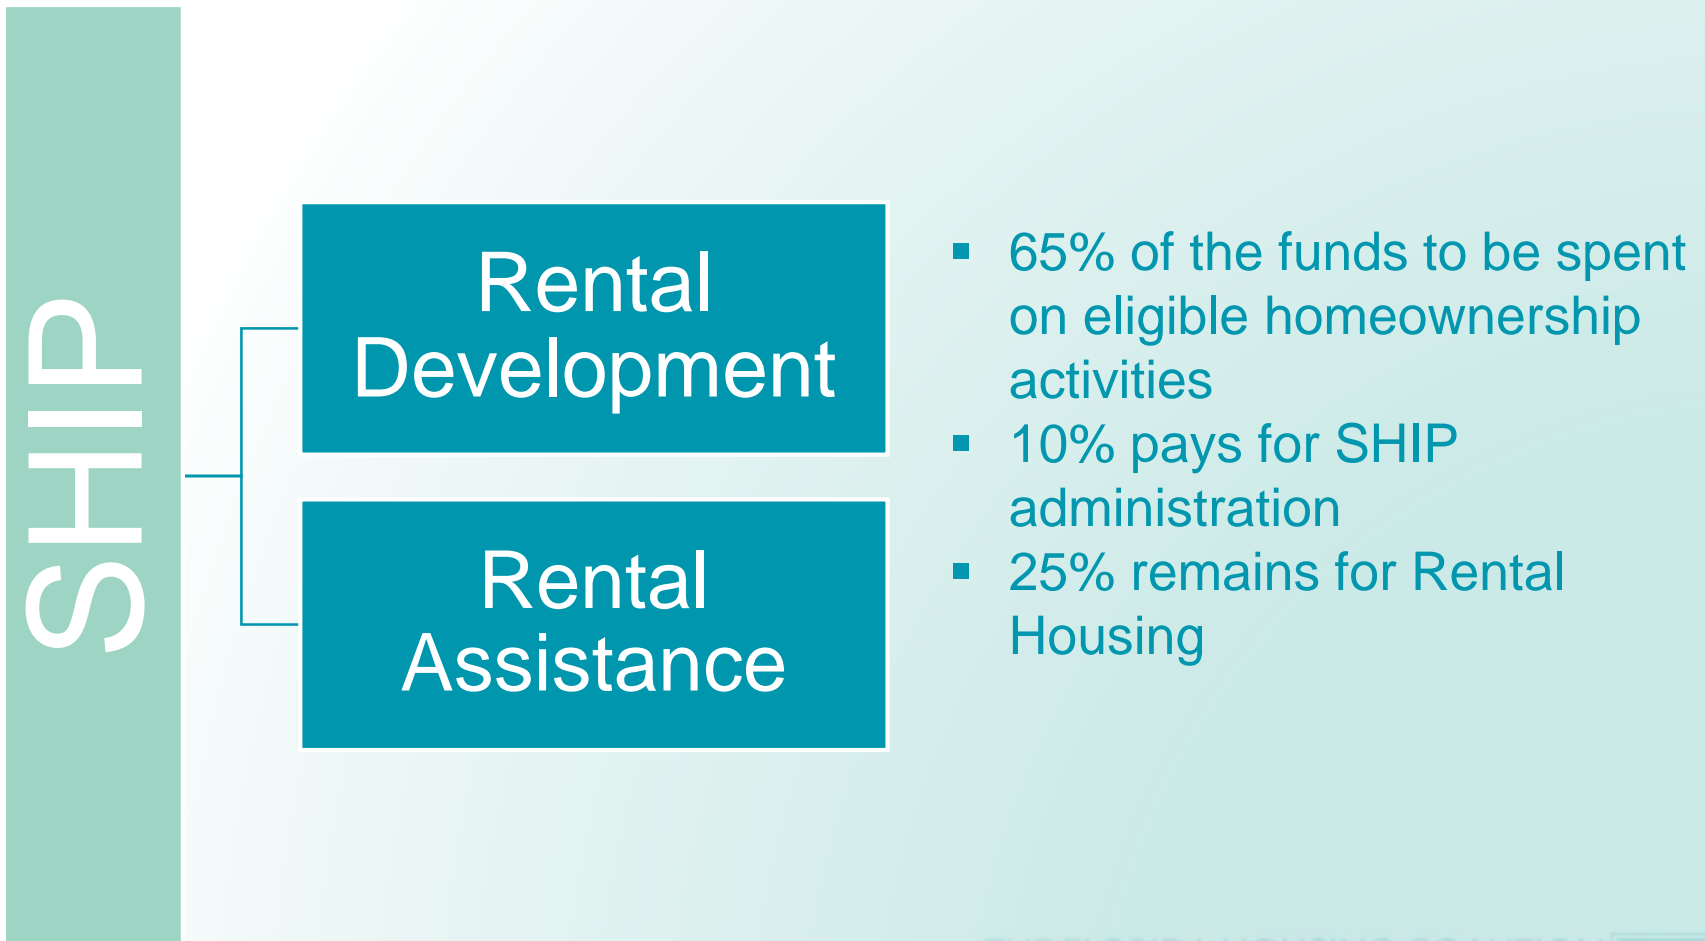 SHIP
Rental
Development
Rental
Assistance
▪ 65% of the funds to be spent
on eligible homeownership
activities
▪ 10% pays for SHIP
administration
▪ 25% remains for Rental
Housing